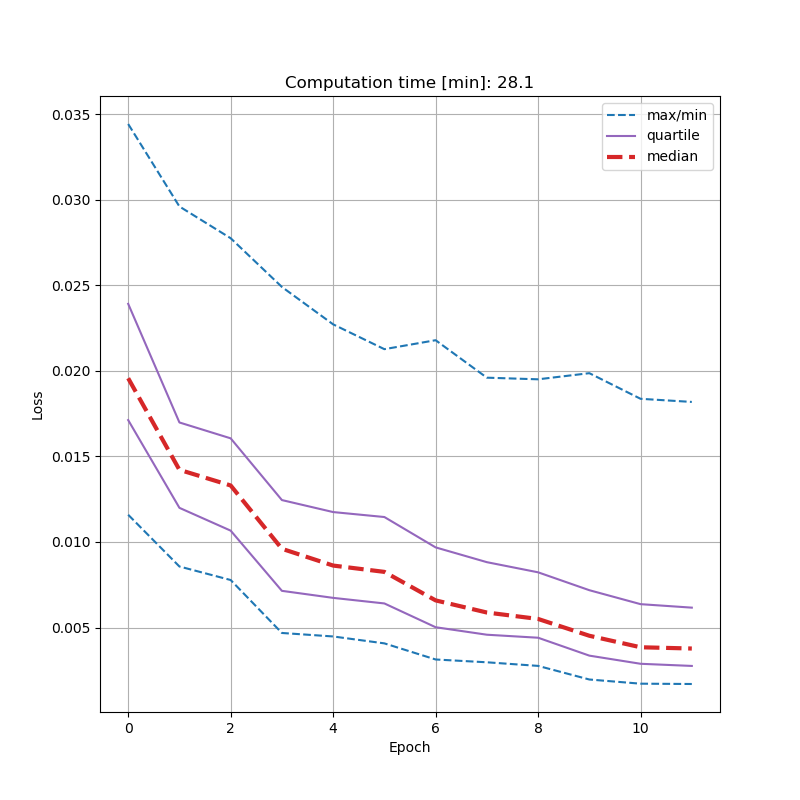 Computation time [min]: 28.1
max/min
quartile
median
0.035
0.030
0.025
0.020
0.015
0.010
0.005
Loss
0 2 4 6 8 10
Epoch